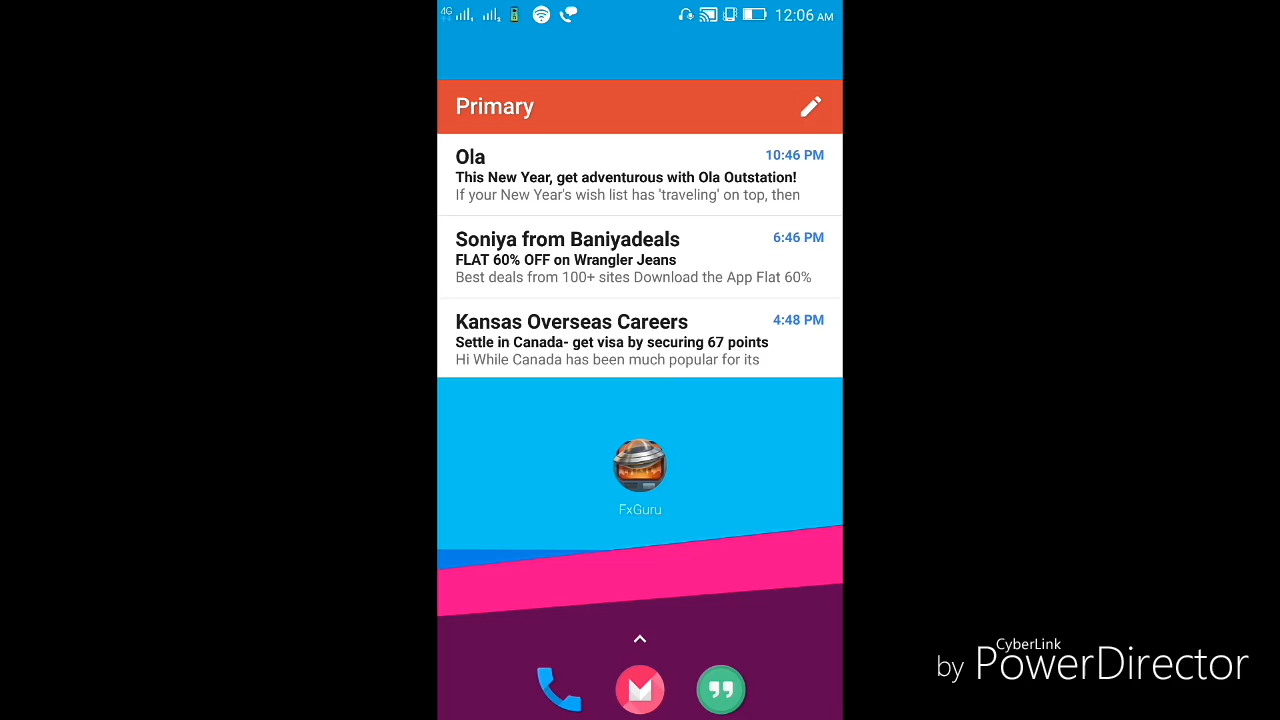 4G 12:06 AM
Primary
Ola 10:46 PM
This New Year, get adventurous with Ola Outstation!
If your New Year's wish list has 'traveling' on top, then
Soniya from Baniyadeals 6:46 PM
FLAT 60% OFF on Wrangler Jeans
Best deals from 100+ sites Download the App Flat 60%
Kansas Overseas Careers 4:48 PM
Settle in Canada- get visa by securing 67 points
Hi While Canada has been much popular for its
FxGuru
CyberLink
by PowerDirector